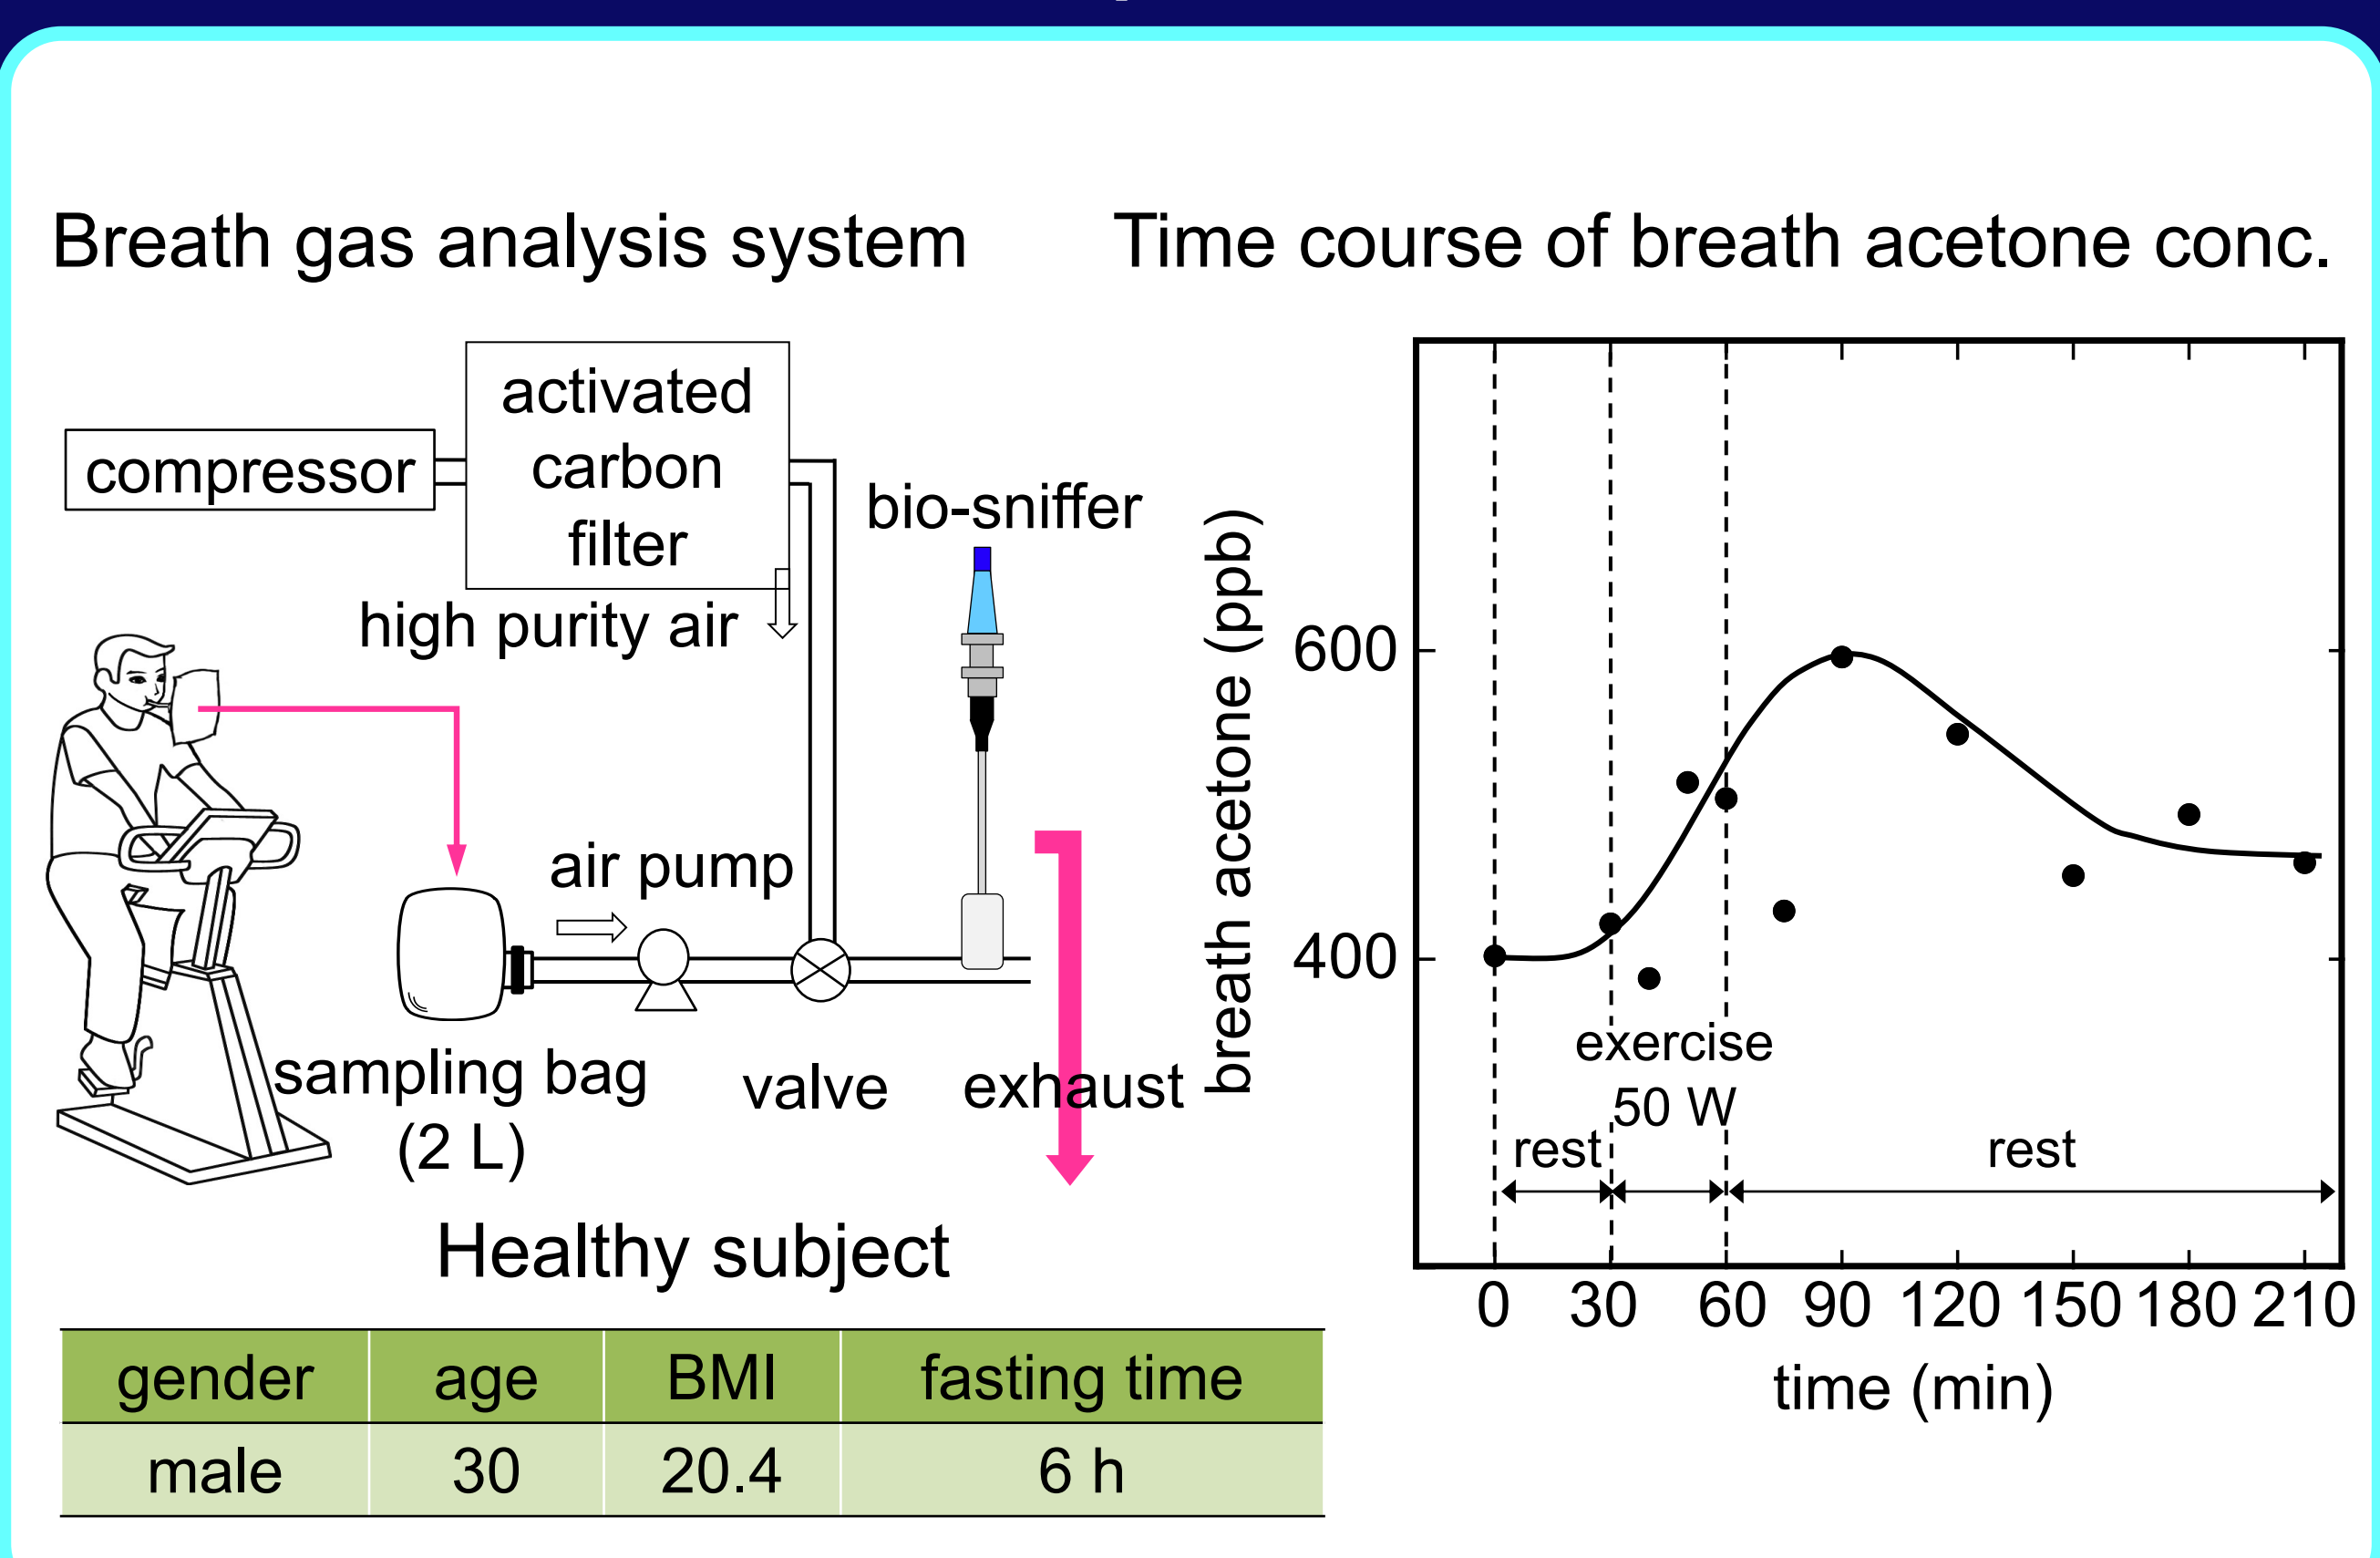 Breath gas analysis system
Time course of breath acetone conc.
activated
carbon
filter
compressor
bio-sniffer
high purity air
air pump
sampling bag
(2 L)
valve
exhaust
Healthy subject
gender age BMI fasting time
male 30 20.4 6 h
breath acetone (ppb)
600
400
exercise
50 W
rest
rest
0 30 60 90 120 150 180 210
time (min)